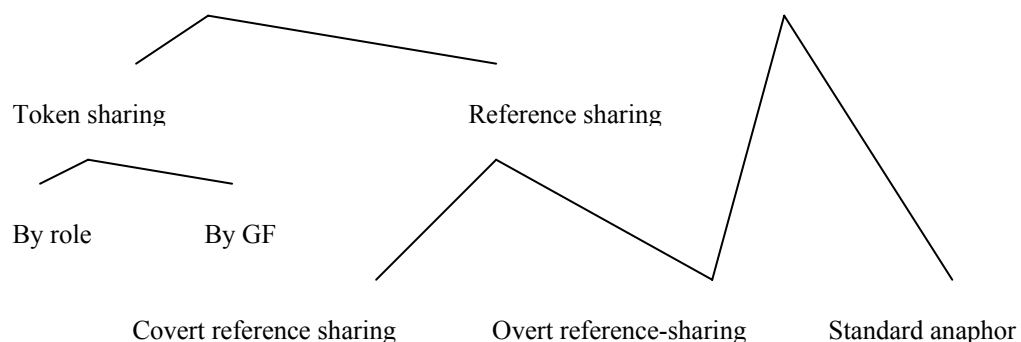 Token sharing Reference sharing
By role By GF
Covert reference sharing Overt reference-sharing Standard anaphor